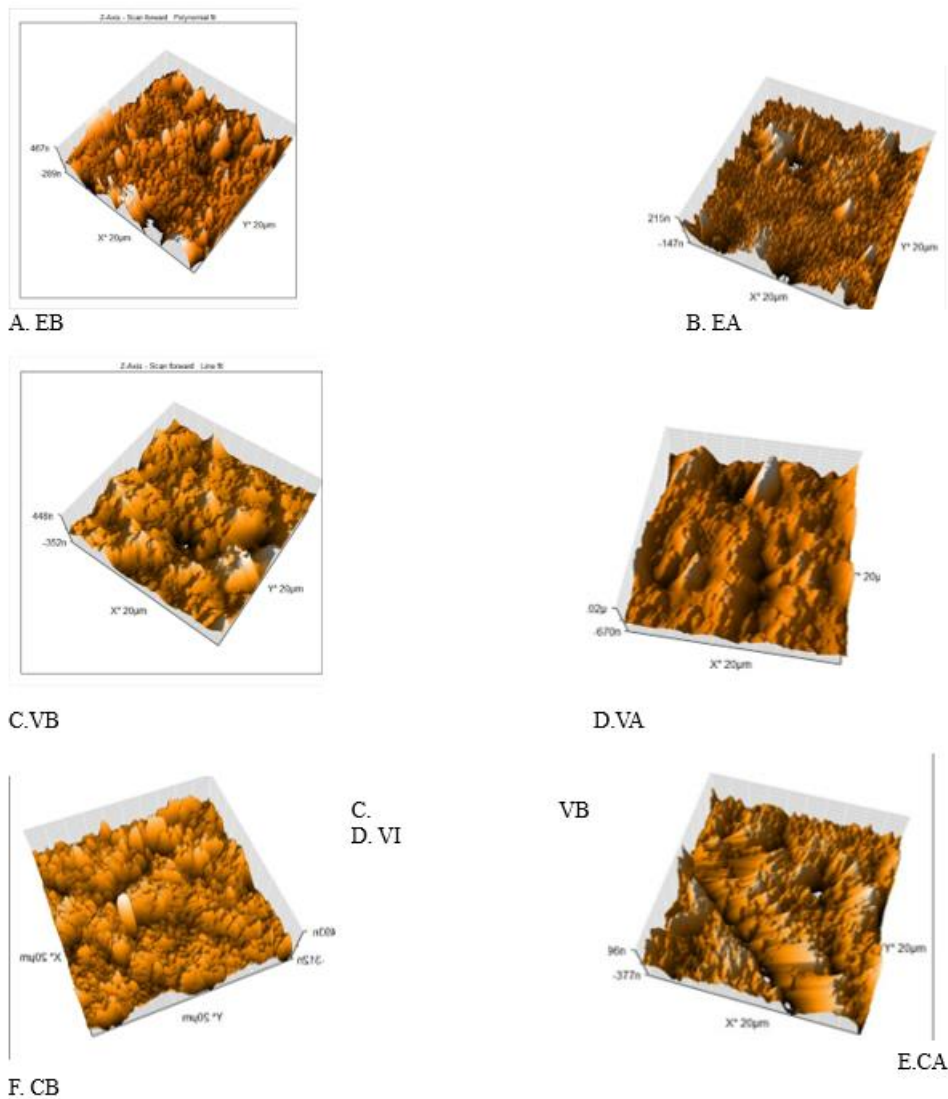 Z-Axis - Scan forward Polynomial fit
467n
-289n
X* 20µm
Y* 20µm
215n
-147n
X* 20µm
Y* 20µm
A. EB
B. EA
Z-Axis - Scan forward Line fit
448n
-352n
X* 20µm
Y* 20µm
.02µ
-670n
X* 20µm
* 20µ
C.VB
D.VA
C.
VB
D. VI
493n
-312n
X* 20µm
Y* 20µm
96n
-377n
X* 20µm
Y* 20µm
E.CA
F. CB